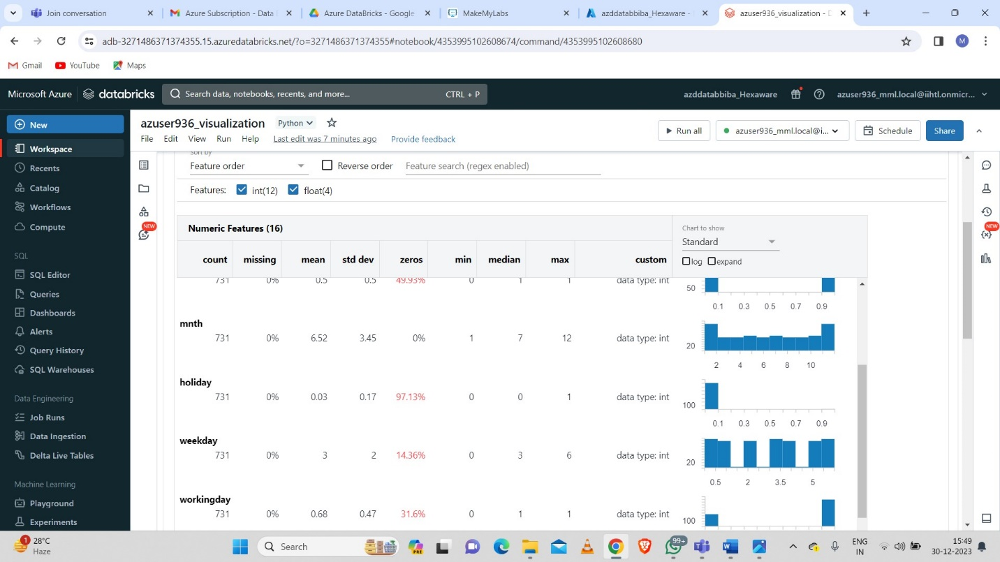 Join conversation
Azure Subscription - Data
Azure DataBricks - Google
MakeMyLabs
azddatabbiba_Hexaware -
azuser936_visualization - D
adb-3271486371374355.15.azuredatabricks.net/?o=3271486371374355#notebook/4353995102608674/command/4353995102608680
M
Gmail YouTube Maps
Microsoft Azure databricks Search data, notebooks, recents, and more... CTRL + P azddatabbiba_Hexaware azuser936_mml.local@iihtl.onmicr...
New
Workspace
Recents
Catalog
Workflows
Compute
SQL
SQL Editor
Queries
Dashboards
Alerts
Query History
SQL Warehouses
Data Engineering
Job Runs
Data Ingestion
Delta Live Tables
Machine Learning
Playground
Experiments
azuser936_visualization Python
File Edit View Run Help Last edit was 7 minutes ago Provide feedback
Run all azuser936_mml.local@i... Schedule Share
NEW
NEW
Sort by
Feature order Reverse order Feature search (regex enabled)
Features: int(12) float(4)
Numeric Features (16)
Chart to show
Standard
log expand
count missing mean std dev zeros min median max custom
731 0% 0.5 0.5 49.93% 0 1 1 data type: int
50
0.1 0.3 0.5 0.7 0.9
mnth
731 0% 6.52 3.45 0% 1 7 12 data type: int
20
2 4 6 8 10
holiday
731 0% 0.03 0.17 97.13% 0 0 1 data type: int
100
0.1 0.3 0.5 0.7 0.9
weekday
731 0% 3 2 14.36% 0 3 6 data type: int
20
0.5 2 3.5 5
workingday
731 0% 0.68 0.47 31.6% 0 1 1 data type: int
100
1
28°C
Haze
Search
PRE
99+
ENG
IN
15:49
30-12-2023